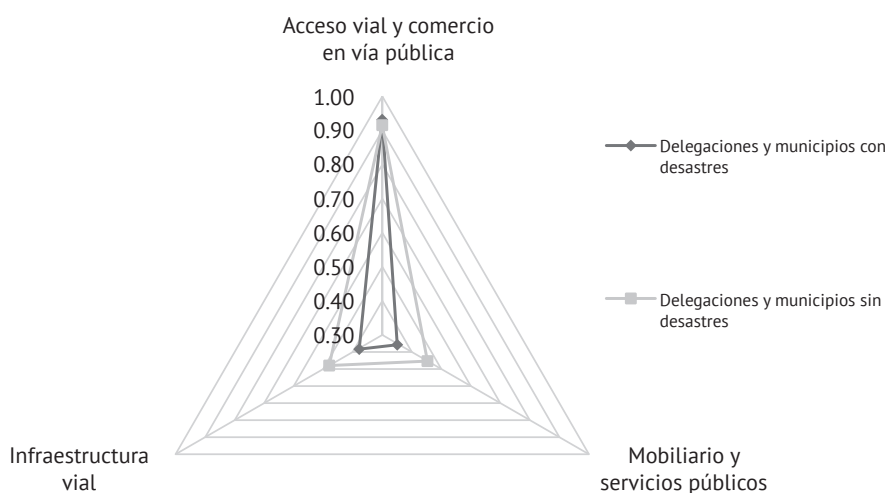 Acceso vial y comercio
en vía pública
1.00
0.90
0.80
0.70
0.60
0.50
0.40
0.30
Delegaciones y municipios con
desastres
Delegaciones y municipios sin
desastres
Infraestructura
vial
Mobiliario y
servicios públicos